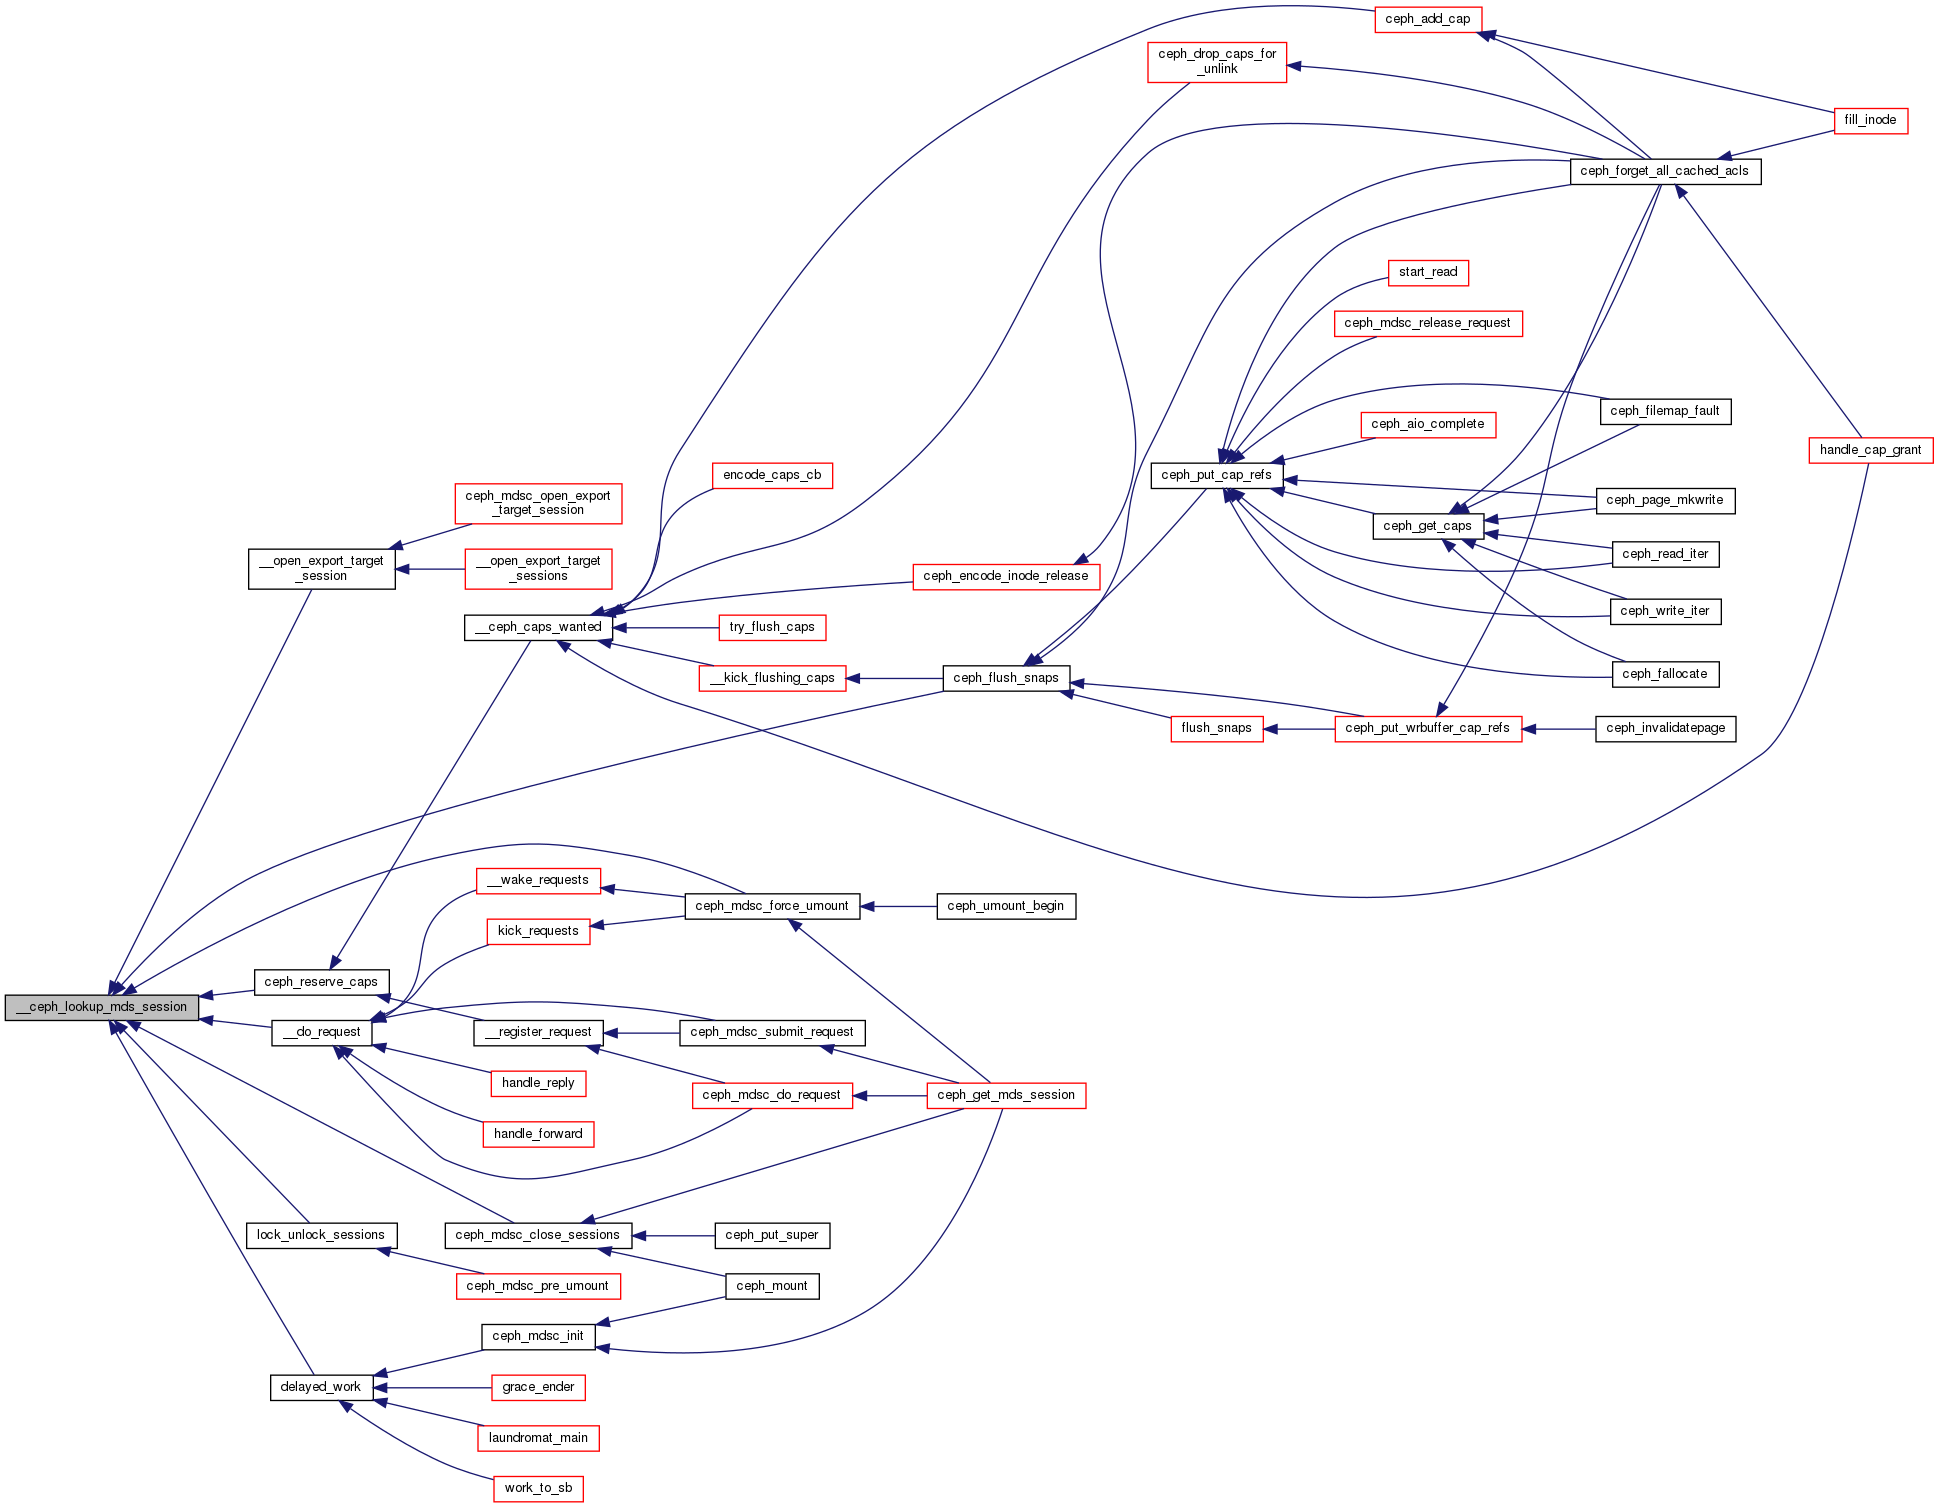 ceph_add_cap
ceph_drop_caps_for
_unlink
fill_inode
ceph_forget_all_cached_acls
start_read
ceph_mdsc_release_request
ceph_filemap_fault
ceph_aio_complete
handle_cap_grant
encode_caps_cb
ceph_put_cap_refs
ceph_mdsc_open_export
_target_session
ceph_page_mkwrite
ceph_get_caps
__open_export_target
_session
__open_export_target
_sessions
ceph_read_iter
ceph_encode_inode_release
ceph_write_iter
__ceph_caps_wanted
try_flush_caps
__kick_flushing_caps
ceph_flush_snaps
ceph_fallocate
flush_snaps
ceph_put_wrbuffer_cap_refs
ceph_invalidatepage
__wake_requests
ceph_mdsc_force_umount
ceph_umount_begin
kick_requests
ceph_reserve_caps
__ceph_lookup_mds_session
__do_request
__register_request
ceph_mdsc_submit_request
handle_reply
ceph_mdsc_do_request
ceph_get_mds_session
handle_forward
lock_unlock_sessions
ceph_mdsc_close_sessions
ceph_put_super
ceph_mdsc_pre_umount
ceph_mount
ceph_mdsc_init
delayed_work
grace_ender
laundromat_main
work_to_sb